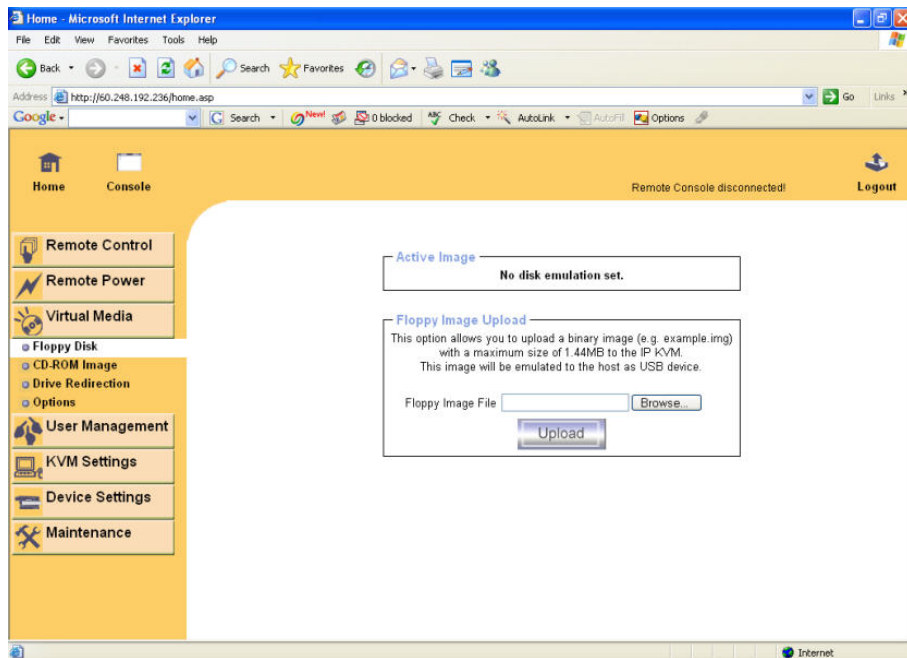 Home - Microsoft Internet Explorer
File Edit View Favorites Tools Help
Back Search Favorites
Address http://60.248.192.236/home.asp Go Links
Google Search New! 0 blocked ABC Check AutoLink AutoFill Options
Home Console Remote Console disconnected! Logout
Remote Control
Remote Power
Virtual Media
Floppy Disk
CD-ROM Image
Drive Redirection
Options
User Management
KVM Settings
Device Settings
Maintenance
Active Image
No disk emulation set.
Floppy Image Upload
This option allows you to upload a binary image (e.g. example.img)
with a maximum size of 1.44MB to the IP KVM.
This image will be emulated to the host as USB device.
Floppy Image File Browse...
Upload
Internet